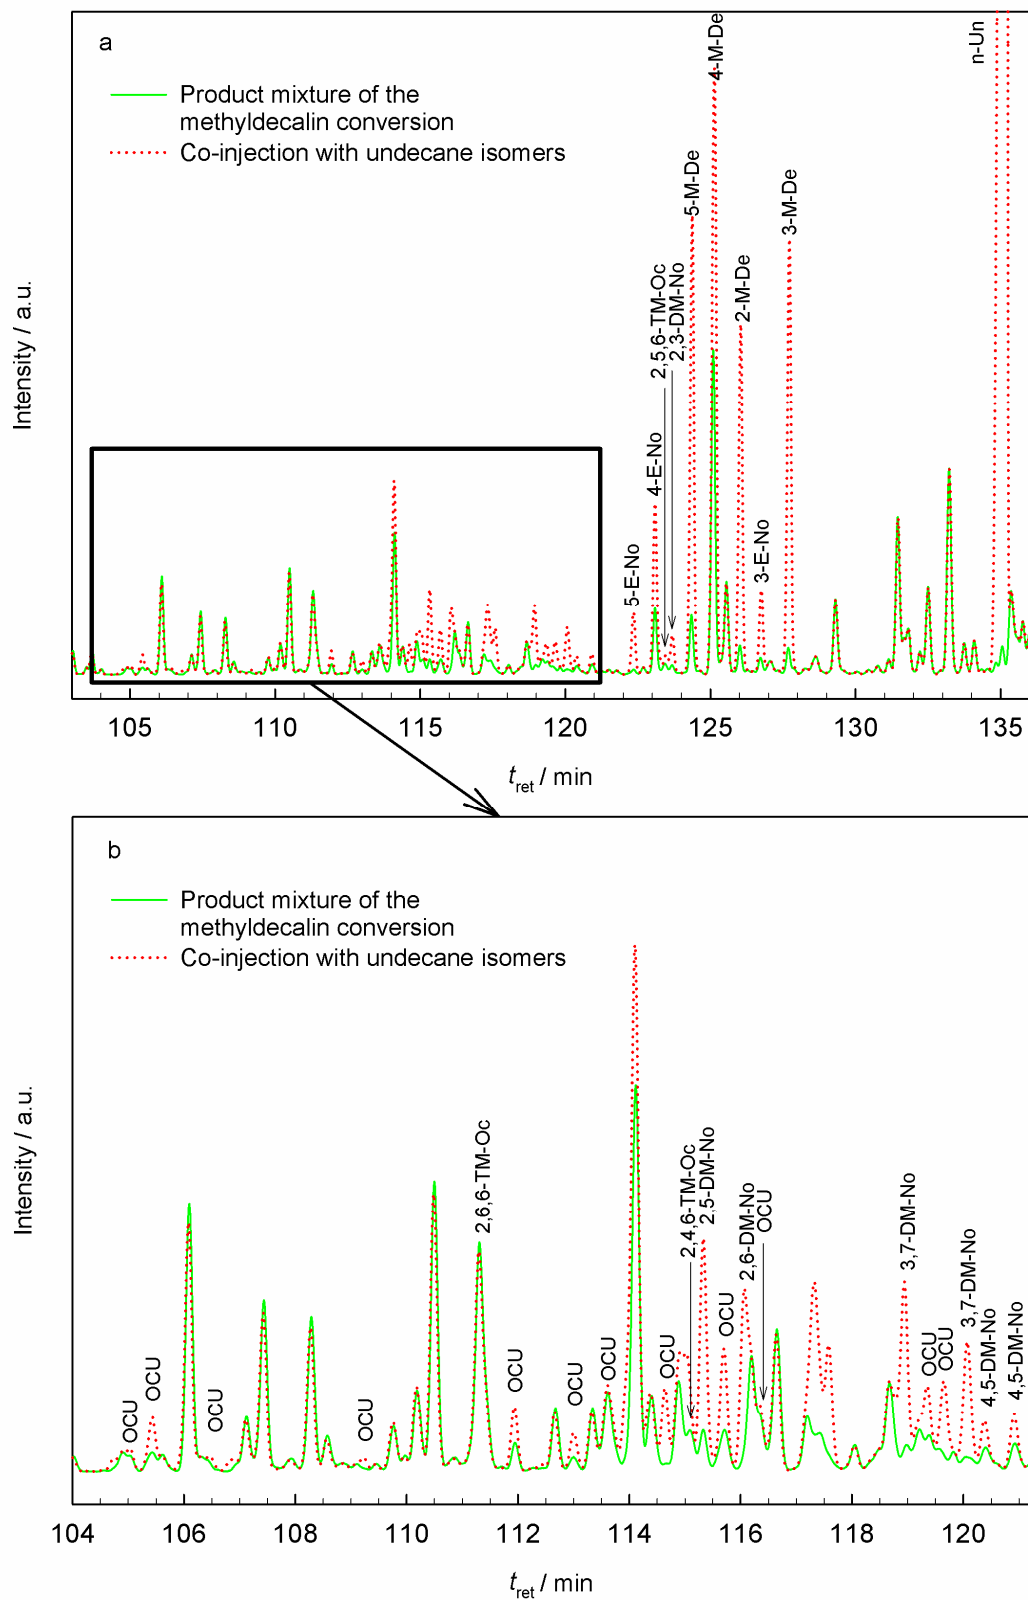 a
Product mixture of the
methyldecalin conversion
Co-injection with undecane isomers
Intensity / a.u.
5-E-No
4-E-No
2,5,6-TM-Oc
2,3-DM-No
5-M-De
4-M-De
2-M-De
3-E-No
3-M-De
n-Un
105 110 115 120 125 130 135
tret / min
b
Product mixture of the
methyldecalin conversion
Co-injection with undecane isomers
Intensity / a.u.
OCU
OCU
OCU
OCU
2,6,6-TM-Oc
OCU
OCU
OCU
OCU
2,4,6-TM-Oc
2,5-DM-No
OCU
2,6-DM-No
OCU
3,7-DM-No
OCU
OCU
3,7-DM-No
4,5-DM-No
4,5-DM-No
104 106 108 110 112 114 116 118 120
tret / min